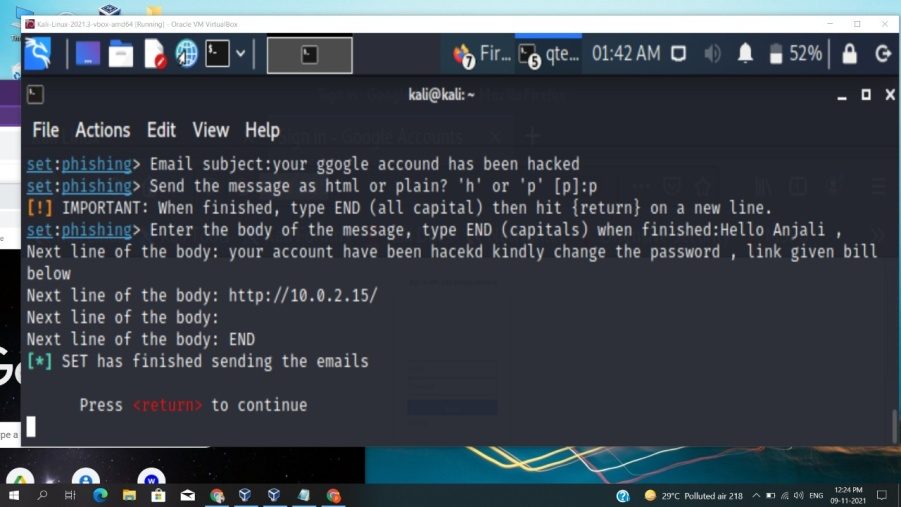 Kali-Linux-2021.3-vbox-amd64 [Running] - Oracle VM VirtualBox
7 Fir... 5 qte... 01:42 AM 52%
kali@kali: ~
File Actions Edit View Help
set:phishing> Email subject:your ggogle accound has been hacked
set:phishing> Send the message as html or plain? 'h' or 'p' [p]:p
[!] IMPORTANT: When finished, type END (all capital) then hit {return} on a new line.
set:phishing> Enter the body of the message, type END (capitals) when finished:Hello Anjali ,
Next line of the body: your account have been hacekd kindly change the password , link given bill
below
Next line of the body: http://10.0.2.15/
Next line of the body:
Next line of the body: END
[*] SET has finished sending the emails
Press <return> to continue
pe a
29°C Polluted air 218 ENG 12:24 PM
09-11-2021